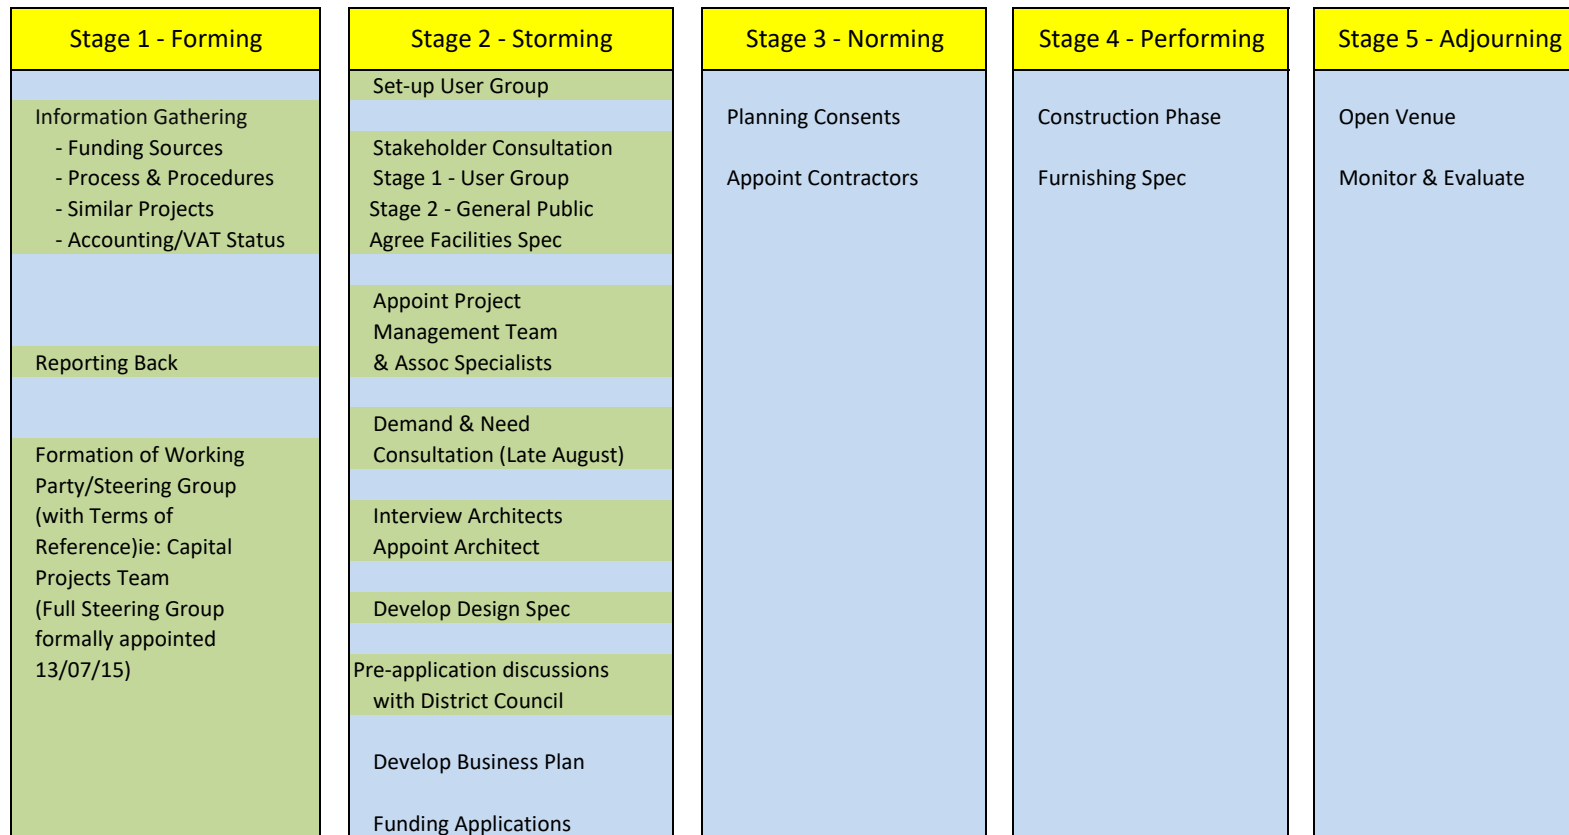 Stage 1 - Forming
Information Gathering
- Funding Sources
- Process & Procedures
- Similar Projects
- Accounting/VAT Status
Reporting Back
Formation of Working
Party/Steering Group
(with Terms of
Reference)ie: Capital
Projects Team
(Full Steering Group
formally appointed
13/07/15)
Stage 2 - Storming
Set-up User Group
Stakeholder Consultation
Stage 1 - User Group
Stage 2 - General Public
Agree Facilities Spec
Appoint Project
Management Team
& Assoc Specialists
Demand & Need
Consultation (Late August)
Interview Architects
Appoint Architect
Develop Design Spec
Pre-application discussions
with District Council
Develop Business Plan
Funding Applications
Stage 3 - Norming
Planning Consents
Appoint Contractors
Stage 4 - Performing
Construction Phase
Furnishing Spec
Stage 5 - Adjourning
Open Venue
Monitor & Evaluate